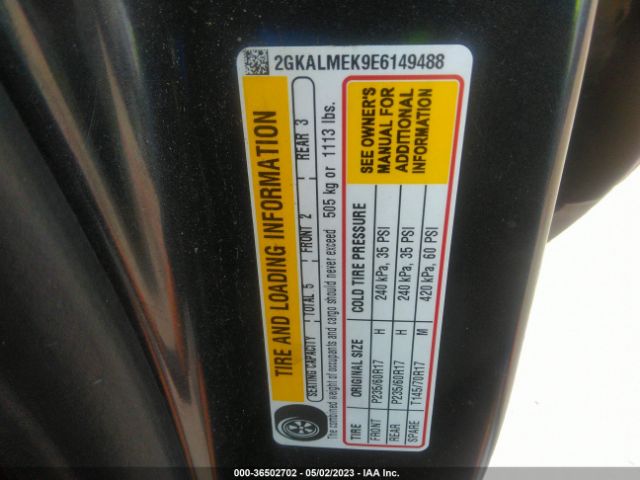 2GKALMEK9E6149488
TIRE AND LOADING INFORMATION
SEATING CAPACITY TOTAL 5 FRONT 2 REAR 3
The combined weight of occupants and cargo should never exceed 505 kg or 1113 lbs.
TIRE ORIGINAL SIZE COLD TIRE PRESSURE
FRONT P235/60R17 H 240 kPa, 35 PSI
REAR P235/60R17 H 240 kPa, 35 PSI
SPARE T145/70R17 M 420 kPa, 60 PSI
SEE OWNER'S
MANUAL FOR
ADDITIONAL
INFORMATION
000-36502702 - 05/02/2023 - IAA Inc.